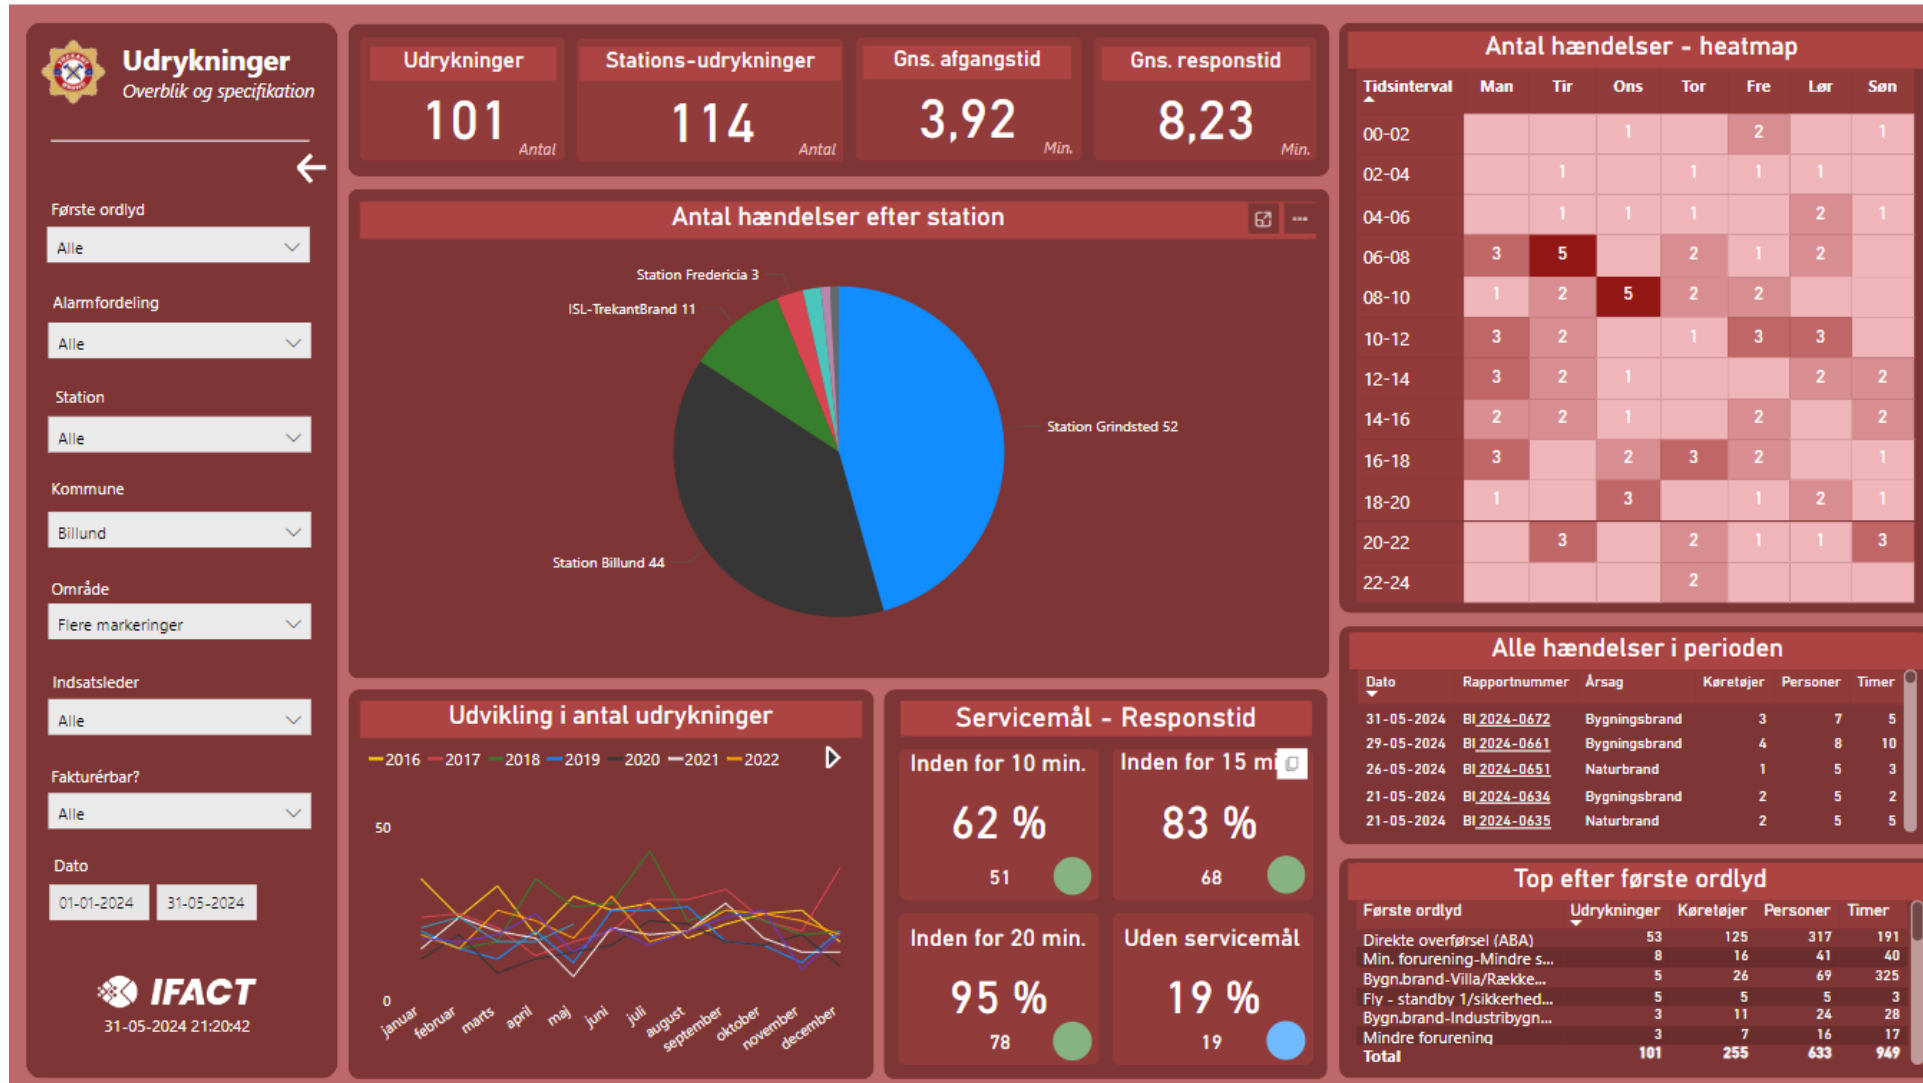 Udrykninger
Overblik og specifikation
Første ordlyd
Alle
Alarmfordeling
Alle
Station
Alle
Kommune
Billund
Område
Flere markeringer
Indsatsleder
Alle
Fakturérbar?
Alle
Dato
01-01-2024 31-05-2024
IFACT
31-05-2024 21:20:42
Udrykninger
101
Antal
Stations-udrykninger
114
Antal
Gns. afgangstid
3,92
Min.
Gns. responstid
8,23
Min.
Antal hændelser efter station
Station Fredericia 3
ISL-TrekantBrand 11
Station Grindsted 52
Station Billund 44
Udvikling i antal udrykninger
2016 2017 2018 2019 2020 2021 2022
50
0
januar februar marts april maj juni juli august september oktober november december
Servicemål - Responstid
Inden for 10 min.
62 %
51
Inden for 15 mi
83 %
68
Inden for 20 min.
95 %
78
Uden servicemål
19 %
19
Antal hændelser - heatmap
Tidsinterval Man Tir Ons Tor Fre Lør Søn
00-02 1 2 1
02-04 1 1 1 1
04-06 1 1 1 2 1
06-08 3 5 2 1 2
08-10 1 2 5 2 2
10-12 3 2 1 3 3
12-14 3 2 1 2 2
14-16 2 2 1 2 2
16-18 3 2 3 2 1
18-20 1 3 1 2 1
20-22 3 2 1 1 3
22-24 2
Alle hændelser i perioden
Dato Rapportnummer Årsag Køretøjer Personer Timer
31-05-2024 BI 2024-0672 Bygningsbrand 3 7 5
29-05-2024 BI 2024-0661 Bygningsbrand 4 8 10
26-05-2024 BI 2024-0651 Naturbrand 1 5 3
21-05-2024 BI 2024-0634 Bygningsbrand 2 5 2
21-05-2024 BI 2024-0635 Naturbrand 2 5 5
Top efter første ordlyd
Første ordlyd Udrykninger Køretøjer Personer Timer
Direkte overførsel (ABA) 53 125 317 191
Min. forurening-Mindre s... 8 16 41 40
Bygn.brand-Villa/Række... 5 26 69 325
Fly - standby 1/sikkerhed... 5 5 5 3
Bygn.brand-Industribygn... 3 11 24 28
Mindre forurening 3 7 16 17
Total 101 255 633 949